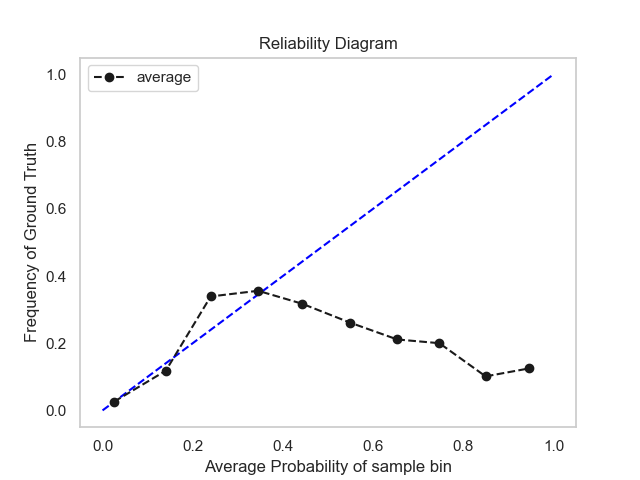 Reliability Diagram
average
1.0
0.8
0.6
0.4
0.2
0.0
Frequency of Ground Truth
0.0 0.2 0.4 0.6 0.8 1.0
Average Probability of sample bin